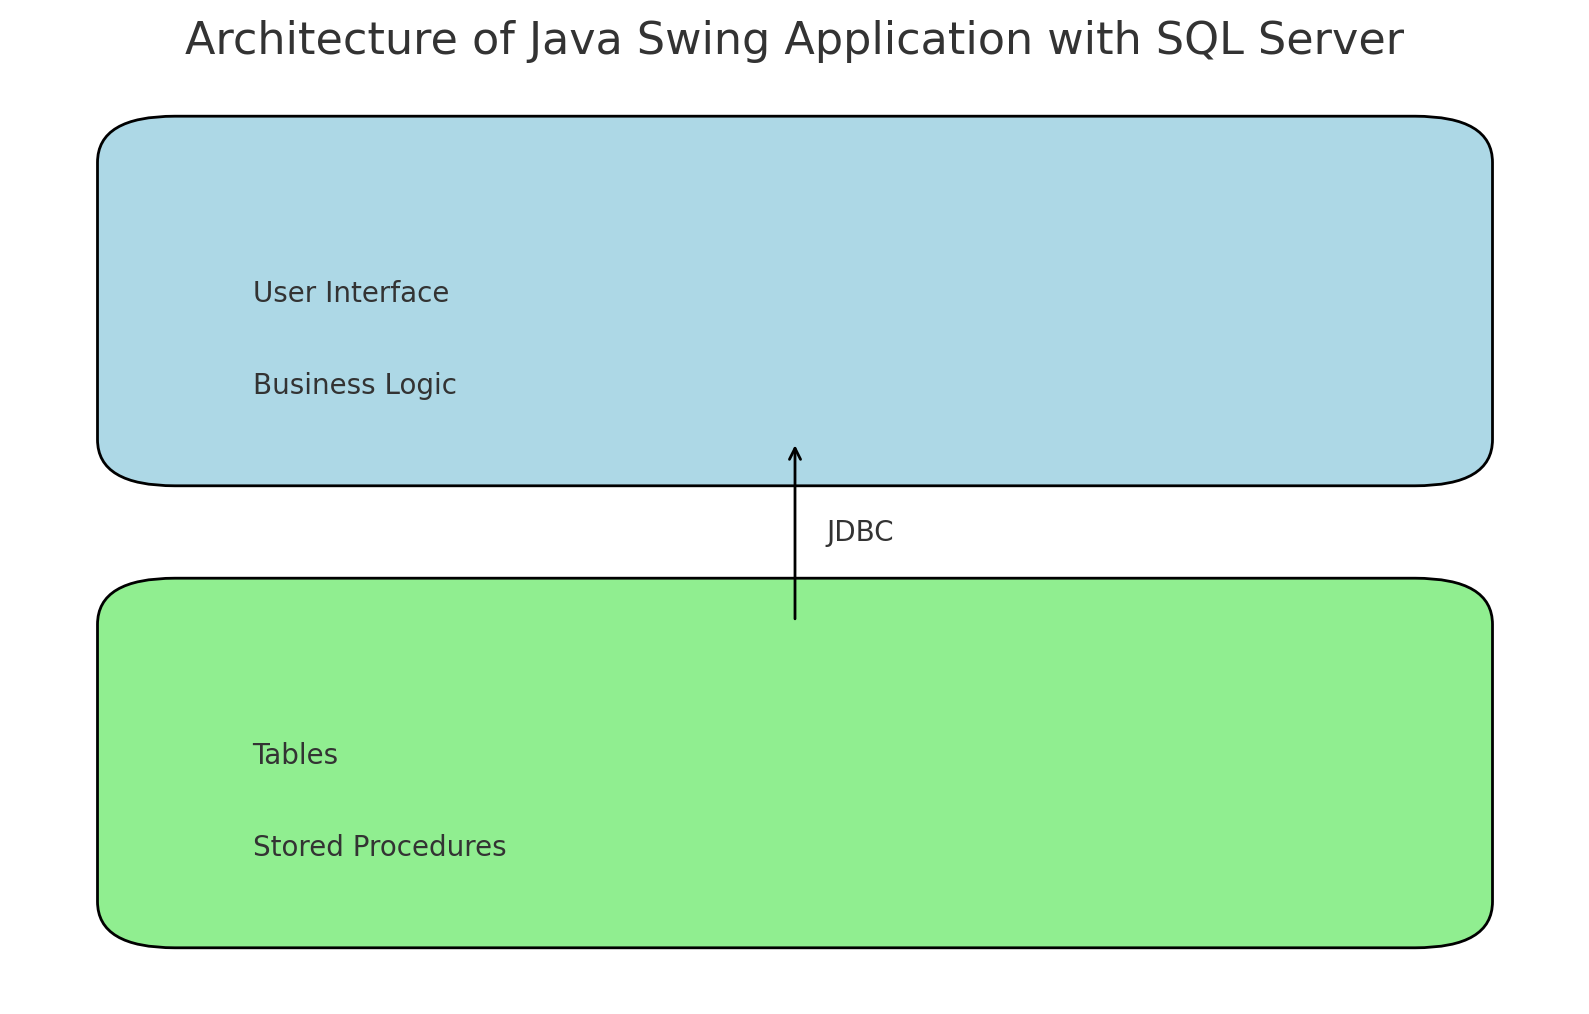 Architecture of Java Swing Application with SQL Server
User Interface
Business Logic
JDBC
Tables
Stored Procedures